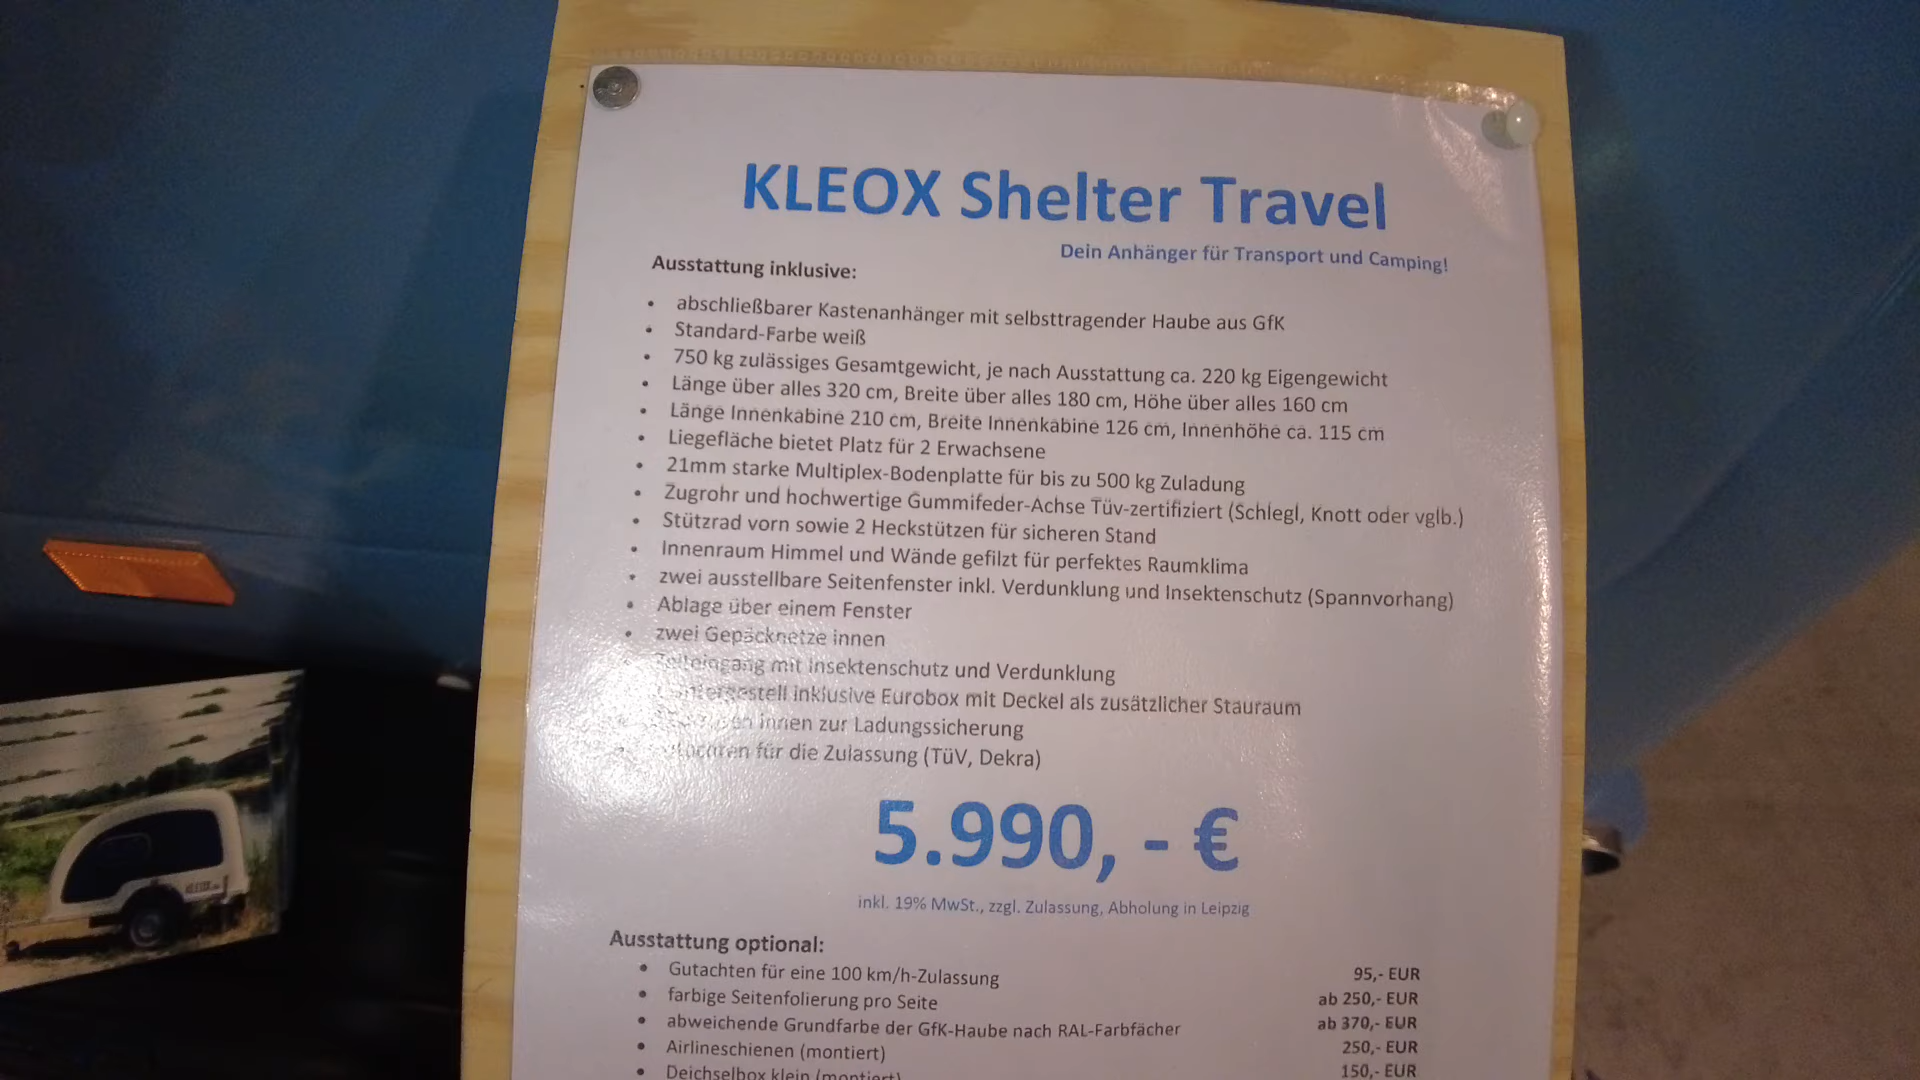 KLEOX Shelter Travel
Dein Anhänger für Transport und Camping!
Ausstattung inklusive:
• abschließbarer Kastenanhänger mit selbsttragender Haube aus GfK
• Standard-Farbe weiß
• 750 kg zulässiges Gesamtgewicht, je nach Ausstattung ca. 220 kg Eigengewicht
• Länge über alles 320 cm, Breite über alles 180 cm, Höhe über alles 160 cm
• Länge Innenkabine 210 cm, Breite Innenkabine 126 cm, Innenhöhe ca. 115 cm
• Liegefläche bietet Platz für 2 Erwachsene
• 21mm starke Multiplex-Bodenplatte für bis zu 500 kg Zuladung
• Zugrohr und hochwertige Gummifeder-Achse Tüv-zertifiziert (Schlegl, Knott oder vglb.)
• Stützrad vorn sowie 2 Heckstützen für sicheren Stand
• Innenraum Himmel und Wände gefilzt für perfektes Raumklima
• zwei ausstellbare Seitenfenster inkl. Verdunklung und Insektenschutz (Spannvorhang)
• Ablage über einem Fenster
• zwei Gepäcknetze innen
mit Insektenschutz und Verdunklung
inklusive Eurobox mit Deckel als zusätzlicher Stauraum
innen zur Ladungssicherung
für die Zulassung (TüV, Dekra)
5.990,- €
inkl. 19% MwSt., zzgl. Zulassung, Abholung in Leipzig
Ausstattung optional:
• Gutachten für eine 100 km/h-Zulassung 95,- EUR
• farbige Seitenfolierung pro Seite ab 250,- EUR
• abweichende Grundfarbe der GfK-Haube nach RAL-Farbfächer ab 370,- EUR
• Airlineschienen (montiert) 250,- EUR
• Deichselbox klein (montiert) 150,- EUR